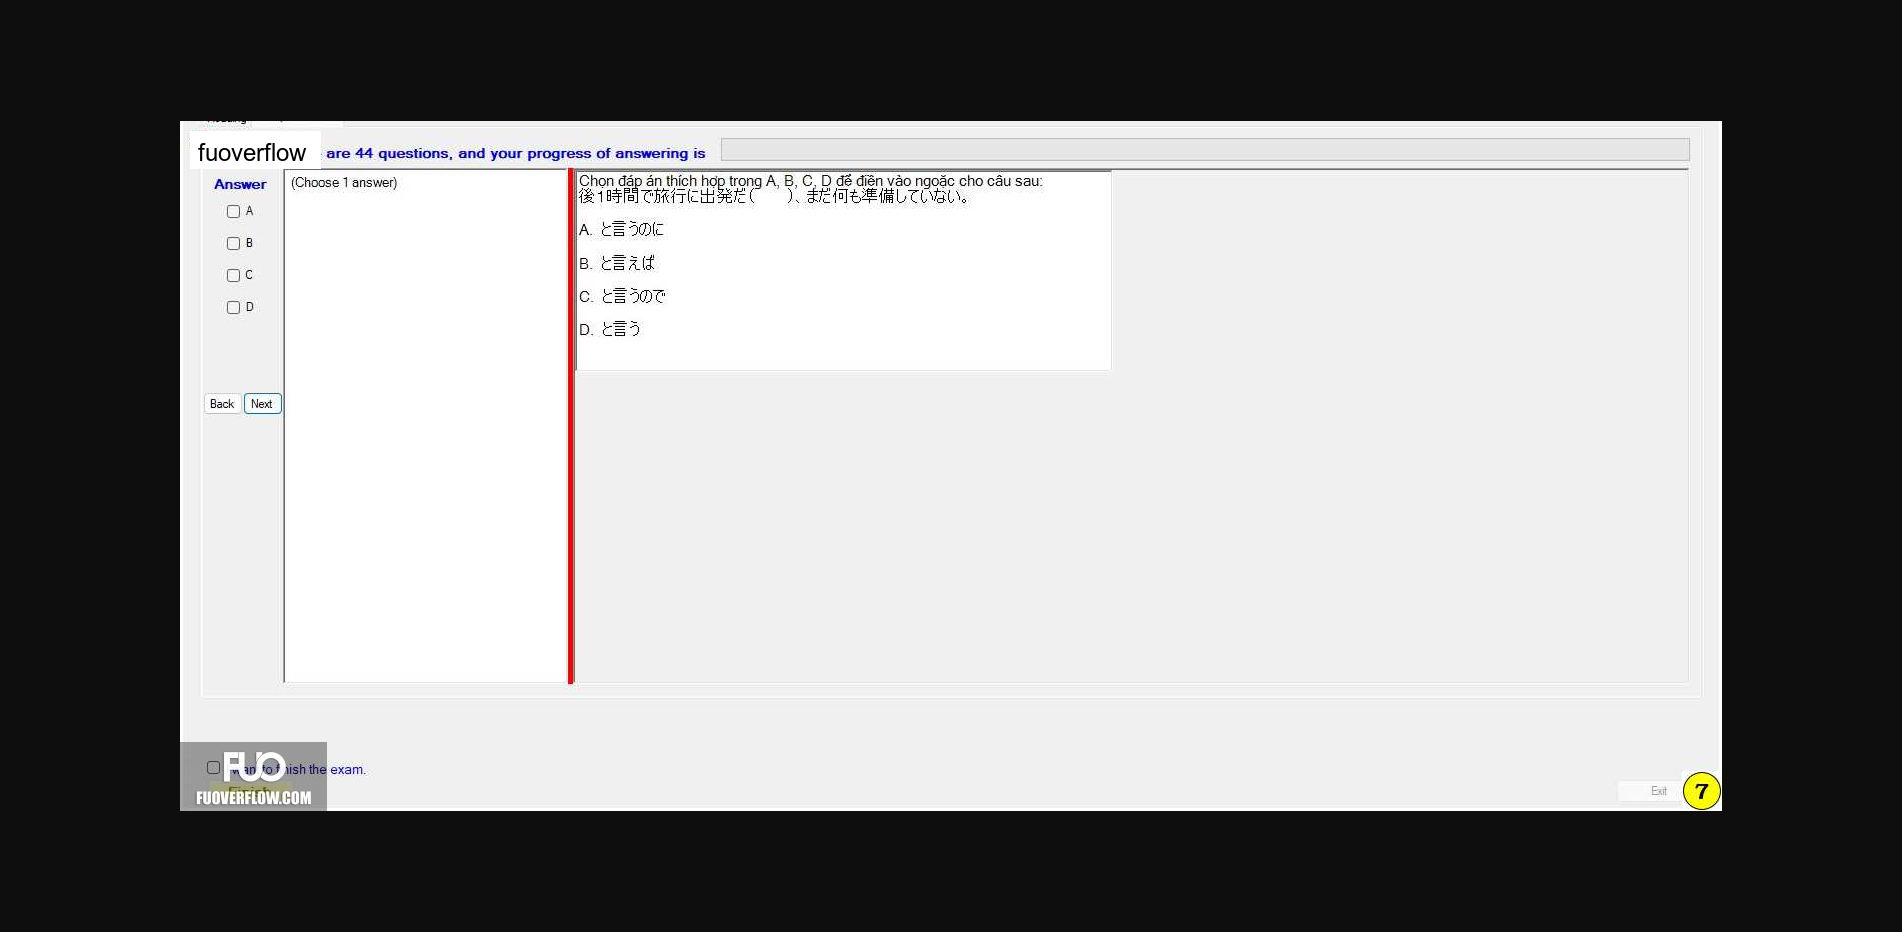 fuoverflow are 44 questions, and your progress of answering is
Answer
(Choose 1 answer)
A
B
C
D
Back Next
Chọn đáp án thích hợp trong A, B, C, D để điền vào ngoặc cho câu sau:
後1時間で旅行に出発だ(　　)、まだ何も準備していない。
A. と言うのに
B. と言えば
C. と言うので
D. と言う
FUO
want to finish the exam.
Finish
FUOVERFLOW.COM
Exit
7